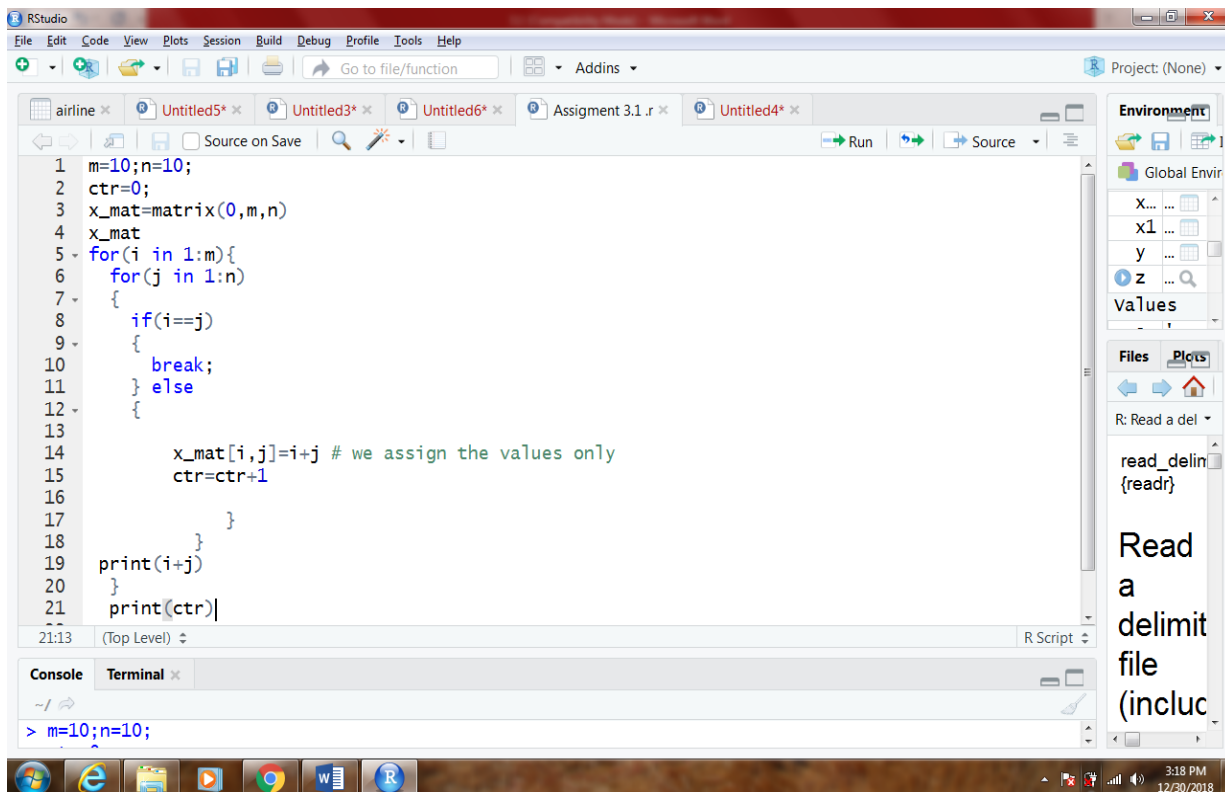 RStudio
File Edit Code View Plots Session Build Debug Profile Tools Help
Go to file/function Addins Project: (None)
airline Untitled5* Untitled3* Untitled6* Assigment 3.1 .r Untitled4*
Source on Save Run Source
1 m=10;n=10;
2 ctr=0;
3 x_mat=matrix(0,m,n)
4 x_mat
5 for(i in 1:m){
6 for(j in 1:n)
7 {
8 if(i==j)
9 {
10 break;
11 } else
12 {
13
14 x_mat[i,j]=i+j # we assign the values only
15 ctr=ctr+1
16
17 }
18 }
19 print(i+j)
20 }
21 print(ctr)
21:13 (Top Level) R Script
Console Terminal
~/
> m=10;n=10;
Environment
Global Envir
x... ...
x1 ...
y ...
z ...
Values
Files Plots
R: Read a del
read_delim
{readr}
Read
a
delimit
file
(includ
3:18 PM
12/30/2018